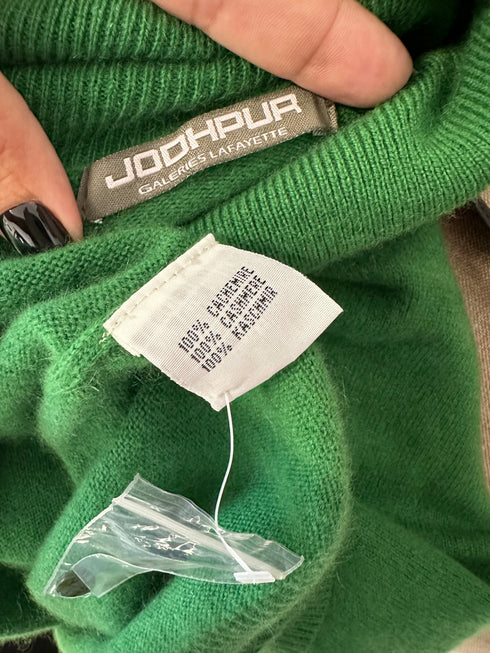 JODHPUR
GALERIES LAFAYETTE
100% CACHEMIRE
100% CASHMERE
100% KASCHMIR